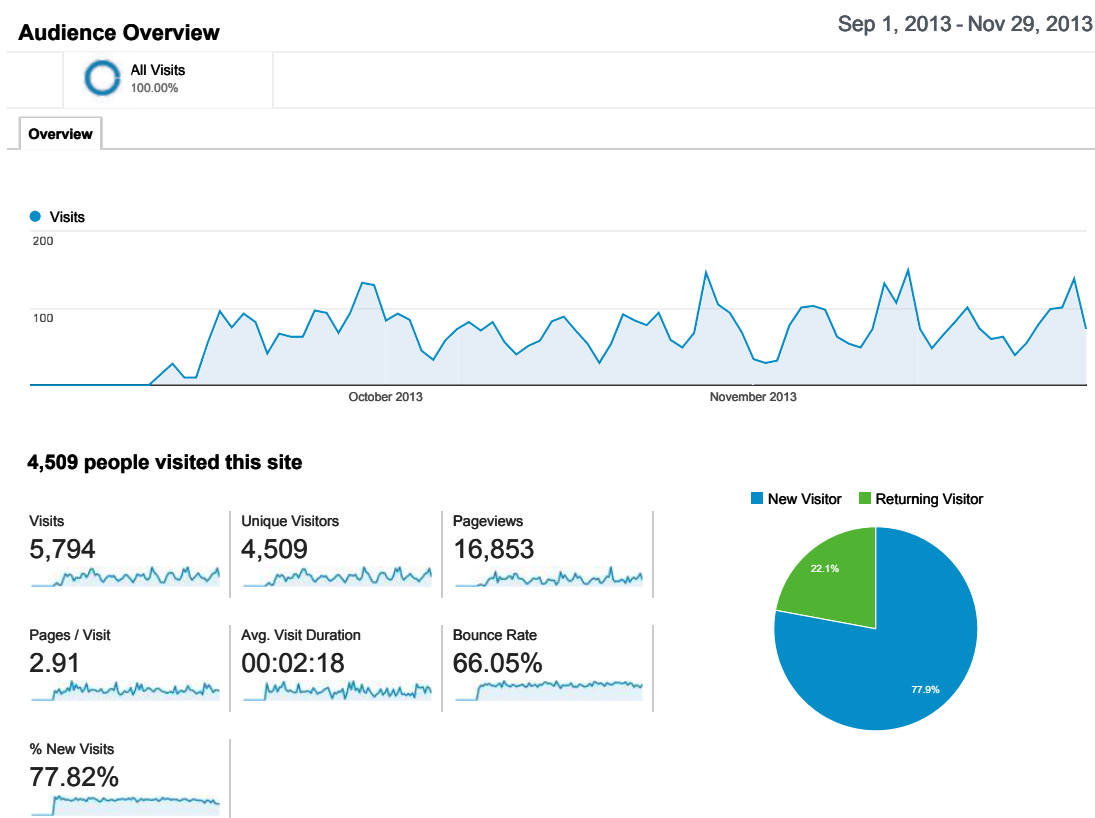 Audience Overview
Sep 1, 2013 - Nov 29, 2013
All Visits
100.00%
Overview
Visits
200
100
October 2013
November 2013
4,509 people visited this site
Visits
5,794
Unique Visitors
4,509
Pageviews
16,853
Pages / Visit
2.91
Avg. Visit Duration
00:02:18
Bounce Rate
66.05%
% New Visits
77.82%
New Visitor
Returning Visitor
22.1%
77.9%